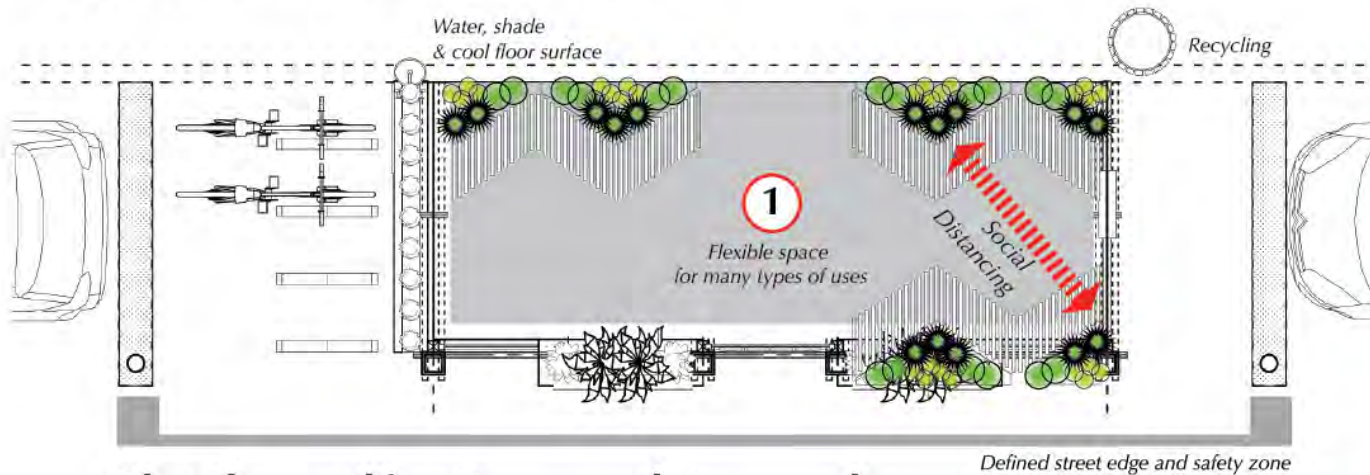 Water, shade
& cool floor surface
Recycling
1
Flexible space
for many types of uses
Social
Distancing
Defined street edge and safety zone